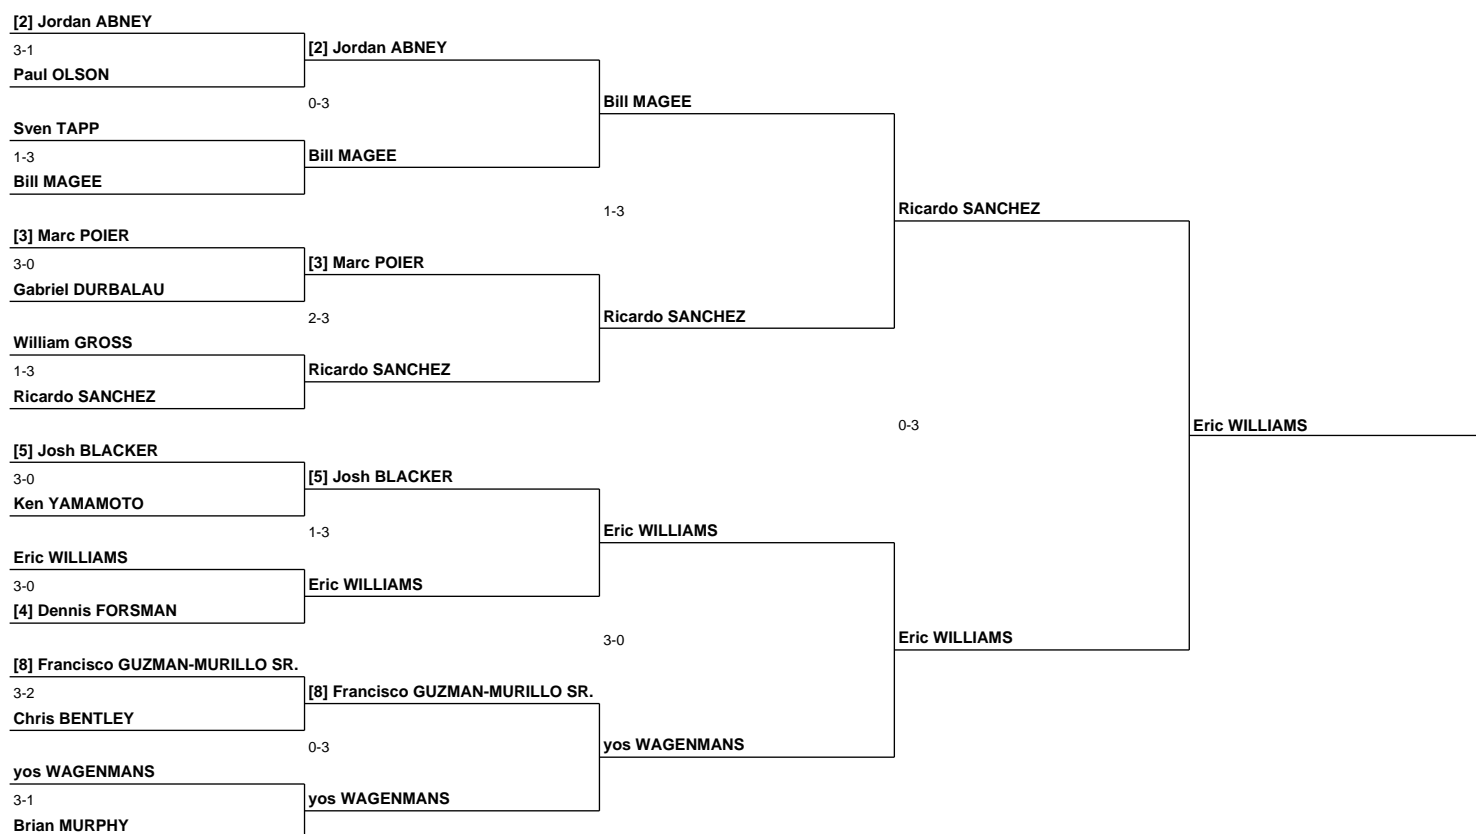 [2] Jordan ABNEY
3-1
Paul OLSON
Sven TAPP
1-3
Bill MAGEE
[3] Marc POIER
3-0
Gabriel DURBALAU
William GROSS
1-3
Ricardo SANCHEZ
[5] Josh BLACKER
3-0
Ken YAMAMOTO
Eric WILLIAMS
3-0
[4] Dennis FORSMAN
[8] Francisco GUZMAN-MURILLO SR.
3-2
Chris BENTLEY
yos WAGENMANS
3-1
Brian MURPHY
[2] Jordan ABNEY
0-3
Bill MAGEE
[3] Marc POIER
2-3
Ricardo SANCHEZ
[5] Josh BLACKER
1-3
Eric WILLIAMS
[8] Francisco GUZMAN-MURILLO SR.
0-3
yos WAGENMANS
Bill MAGEE
1-3
Ricardo SANCHEZ
Eric WILLIAMS
3-0
yos WAGENMANS
Ricardo SANCHEZ
0-3
Eric WILLIAMS
Eric WILLIAMS